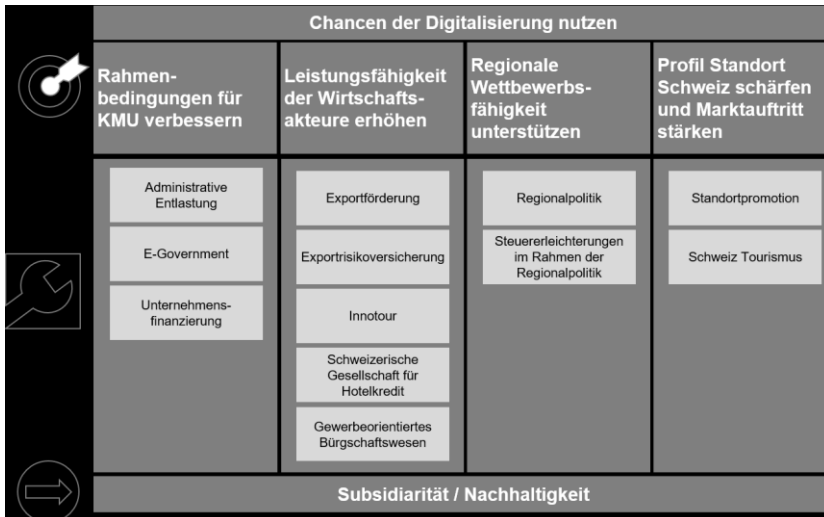 Chancen der Digitalisierung nutzen
Rahmen-
bedingungen für
KMU verbessern
Leistungsfähigkeit
der Wirtschafts-
akteure erhöhen
Regionale
Wettbewerbs-
fähigkeit
unterstützen
Profil Standort
Schweiz schärfen
und Marktauftritt
stärken
Administrative
Entlastung
E-Government
Unternehmens-
finanzierung
Exportförderung
Exportrisikoversicherung
Innotour
Schweizerische
Gesellschaft für
Hotelkredit
Gewerbeorientiertes
Bürgschaftswesen
Regionalpolitik
Steuererleichterungen
im Rahmen der
Regionalpolitik
Standortpromotion
Schweiz Tourismus
Subsidiarität / Nachhaltigkeit